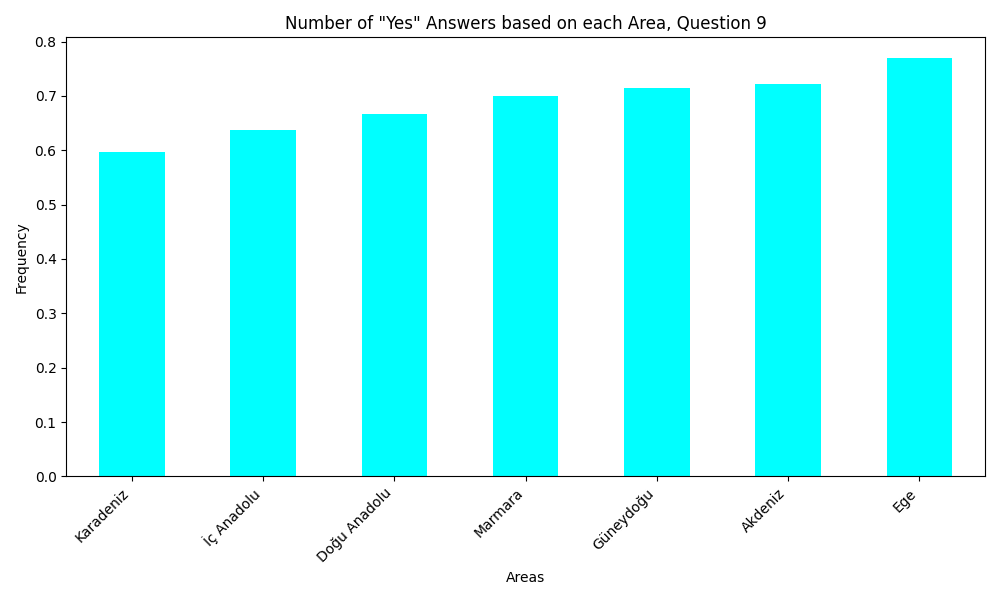 Number of "Yes" Answers based on each Area, Question 9
0.8
0.7
0.6
0.5
0.4
0.3
0.2
0.1
0.0
Frequency
Karadeniz
İç Anadolu
Doğu Anadolu
Marmara
Güneydoğu
Akdeniz
Ege
Areas